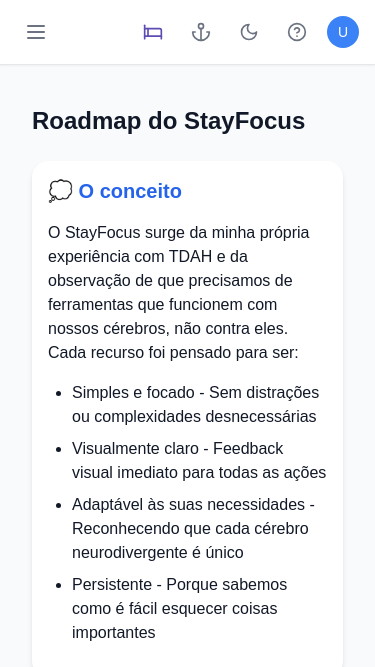 U
Roadmap do StayFocus
💭 O conceito
O StayFocus surge da minha própria
experiência com TDAH e da
observação de que precisamos de
ferramentas que funcionem com
nossos cérebros, não contra eles.
Cada recurso foi pensado para ser:
• Simples e focado - Sem distrações
ou complexidades desnecessárias
• Visualmente claro - Feedback
visual imediato para todas as ações
• Adaptável às suas necessidades -
Reconhecendo que cada cérebro
neurodivergente é único
• Persistente - Porque sabemos
como é fácil esquecer coisas
importantes